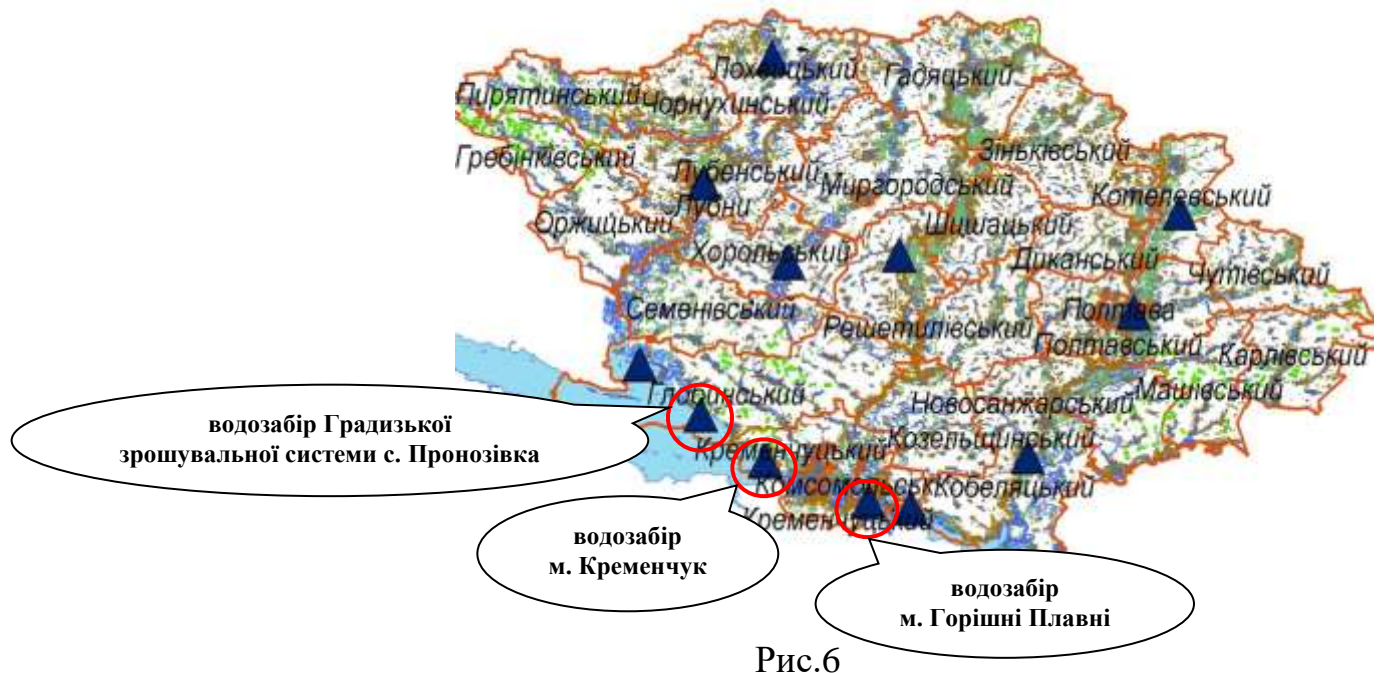 Лохвицький
Гадяцький
Пирятинський
Чорнухинський
Гребінківський
Зіньківський
Лубенський
Миргородський
Котелевський
Лубни
Оржицький
Шишацький
Хорольський
Диканський
Чутівський
Семенівський
Полтава
Решетилівський
Полтавський
Карлівський
Машівський
Глобинський
Новосанжарський
водозабір Градизької
зрошувальної системи с. Пронозівка
Козельщинський
Кременчуцький
Комсомольськ
Кобеляцький
Кременчуцький
водозабір
м. Кременчук
водозабір
м. Горішні Плавні
Рис.6